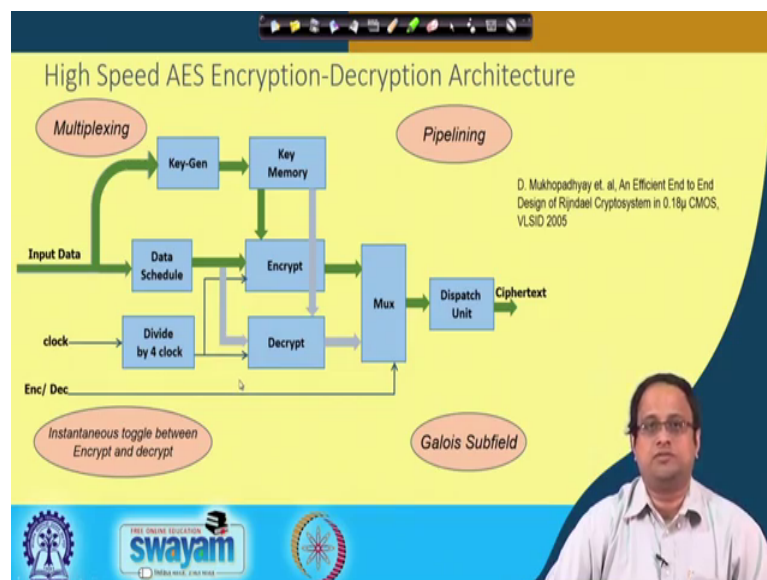 High Speed AES Encryption-Decryption Architecture
Multiplexing
Pipelining
Key-Gen
Key
Memory
D. Mukhopadhyay et. al, An Efficient End to End
Design of Rijndael Cryptosystem in 0.18µ CMOS,
VLSID 2005
Input Data
Data
Schedule
Encrypt
Mux
Dispatch
Unit
Ciphertext
clock
Divide
by 4 clock
Decrypt
Enc/ Dec
Instantaneous toggle between
Encrypt and decrypt
Galois Subfield
FREE ONLINE EDUCATION
swayam